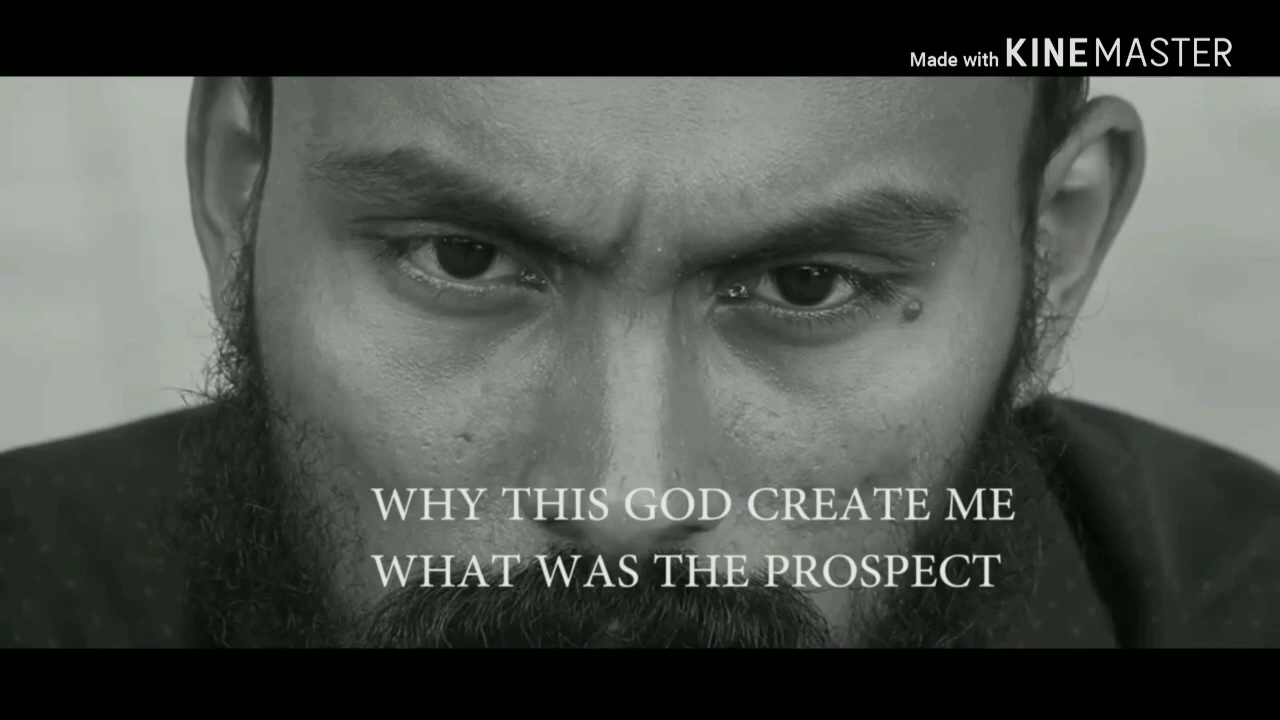 Made with KINEMASTER
WHY THIS GOD CREATE ME
WHAT WAS THE PROSPECT